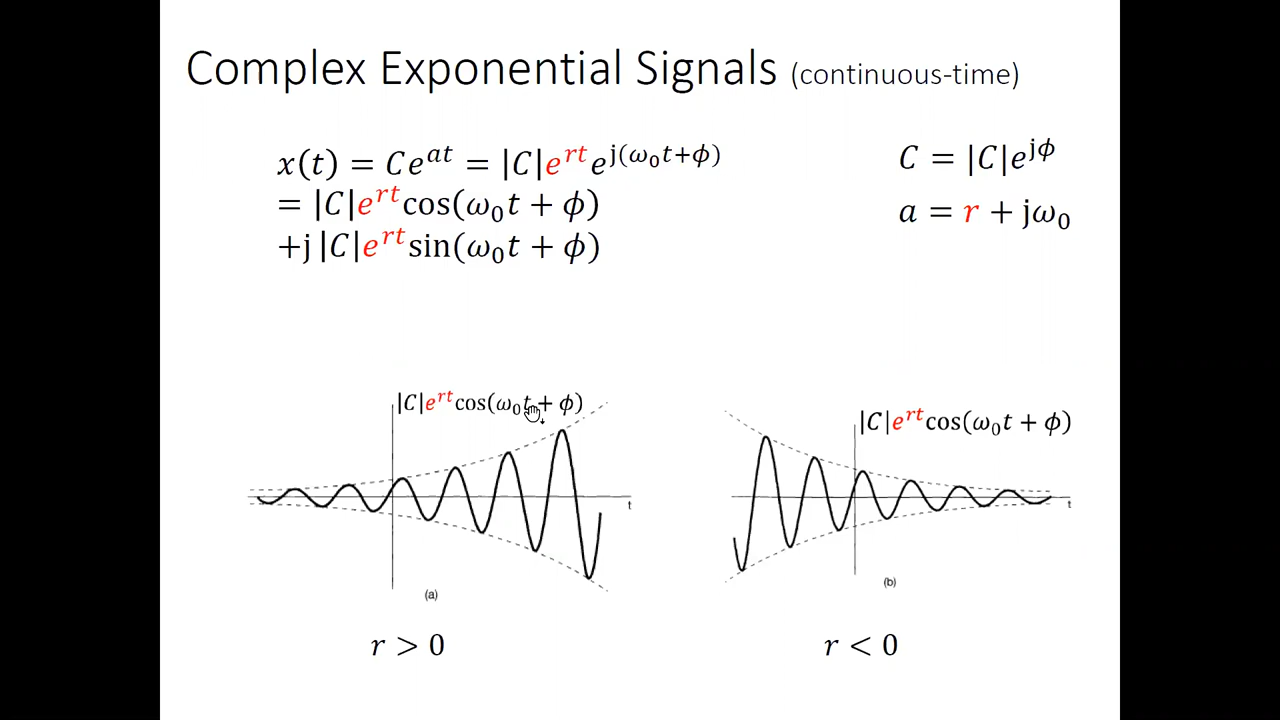 Complex Exponential Signals (continuous-time)
x(t) = Ce^{at} = |C|e^{rt}e^{j(ω₀t+ϕ)}
= |C|e^{rt}cos(ω₀t + ϕ)
+j|C|e^{rt}sin(ω₀t + ϕ)
C = |C|e^{jϕ}
a = r + jω₀
|C|e^{rt}cos(ω₀t + ϕ)
t
(a)
r > 0
|C|e^{rt}cos(ω₀t + ϕ)
t
(b)
r < 0